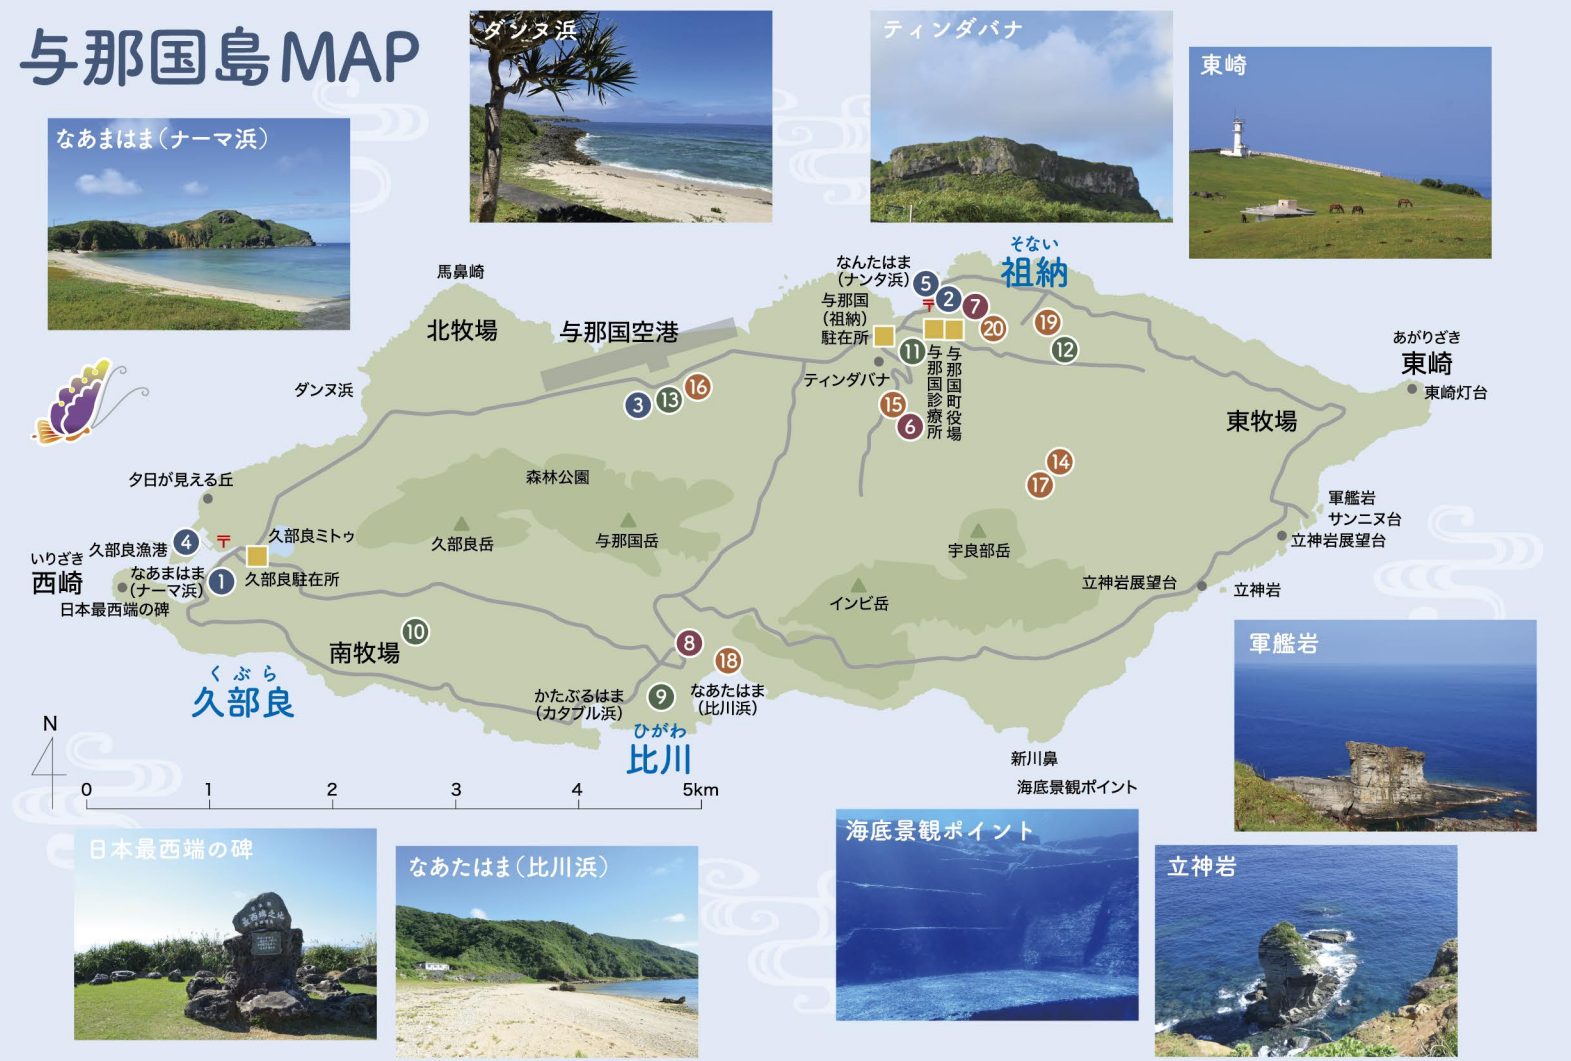 与那国島MAP
なあまはま(ナーマ浜)
ダンヌ浜
ティンダバナ
東崎
馬鼻崎
北牧場
与那国空港
なんたはま
(ナンタ浜)
そない
祖納
与那国
(祖納)
駐在所
〒
5
2
7
20
19
12
11
与那国診療所
与那国町役場
ティンダバナ
15
6
あがりざき
東崎
東崎灯台
東牧場
ダンヌ浜
3
13
16
14
17
森林公園
夕日が見える丘
久部良漁港
4
〒
久部良ミトゥ
久部良岳
与那国岳
宇良部岳
インビ岳
軍艦岩
サンニヌ台
立神岩展望台
立神岩展望台
立神岩
いりざき
西崎
なあまはま
(ナーマ浜)
1
久部良駐在所
日本最西端の碑
10
南牧場
くぶら
久部良
8
18
かたぶるはま
(カタブル浜)
9
なあたはま
(比川浜)
ひがわ
比川
新川鼻
海底景観ポイント
N
0 1 2 3 4 5km
軍艦岩
日本最西端の碑
最西端之地
なあたはま(比川浜)
海底景観ポイント
立神岩